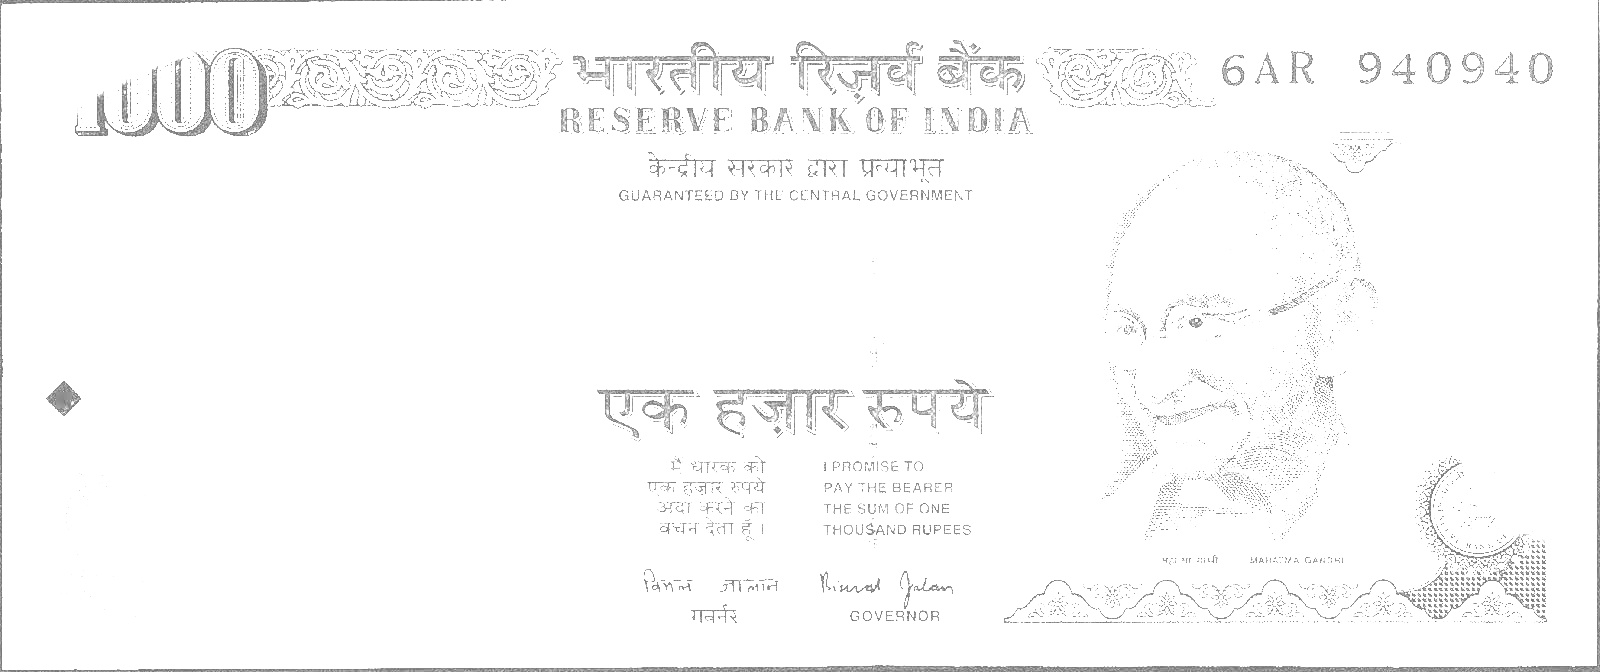 1000
भारतीय रिज़र्व बैंक
6AR 940940
RESERVE BANK OF INDIA
केन्द्रीय सरकार द्वारा प्रत्याभूत
GUARANTEED BY THE CENTRAL GOVERNMENT
एक हज़ार रुपये
मैं धारक को
एक हज़ार रुपये
अदा करने का
वचन देता हूँ।
I PROMISE TO
PAY THE BEARER
THE SUM OF ONE
THOUSAND RUPEES
बिमल जालान
Bimal Jalan
गवर्नर
GOVERNOR
महात्मा गांधी
MAHATMA GANDHI